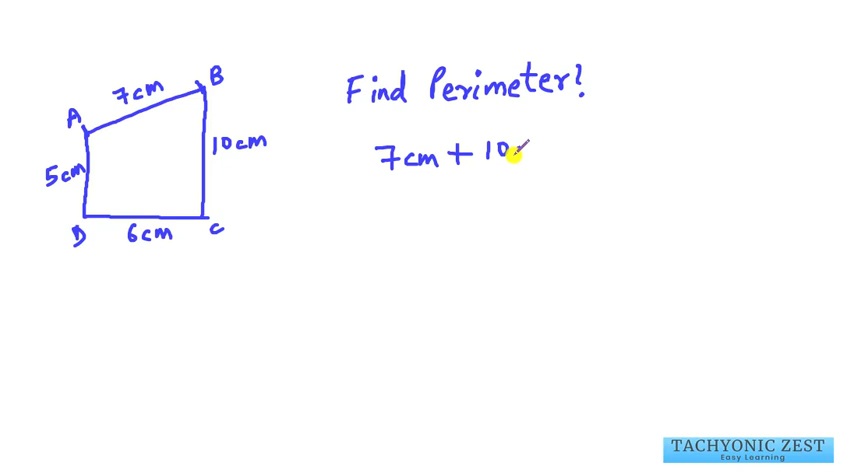 Find Perimeter?
7cm
B
A
5cm
10cm
D
6cm
C
7cm + 10
TACHYONIC ZEST
Easy Learning